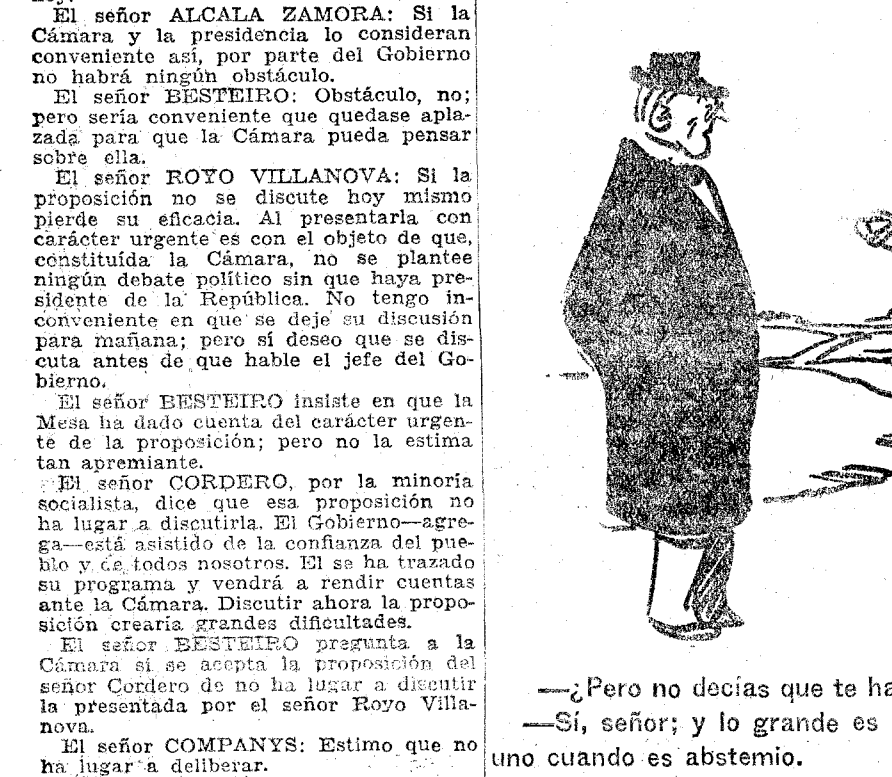 El señor ALCALA ZAMORA: Si la
Cámara y la presidencia lo consideran
conveniente así, por parte del Gobierno
no habrá ningún obstáculo.
El señor BESTEIRO: Obstáculo, no;
pero sería conveniente que quedase apla-
zada para que la Cámara pueda pensar
sobre ella.
El señor ROYO VILLANOVA: Si la
proposición no se discute hoy mismo
pierde su eficacia. Al presentarla con
carácter urgente es con el objeto de que,
constituída la Cámara, no se plantee
ningún debate político sin que haya pre-
sidente de la República. No tengo in-
conveniente en que se deje su discusión
para mañana; pero sí deseo que se dis-
cuta antes de que hable el jefe del Go-
bierno.
El señor BESTEIRO insiste en que la
Mesa ha dado cuenta del carácter urgen-
te de la proposición; pero no la estima
tan apremiante.
El señor CORDERO, por la minoría
socialista, dice que esa proposición no
ha lugar a discutirla. El Gobierno—agre-
ga—está asistido de la confianza del pue-
blo y de todos nosotros. El se ha trazado
su programa y vendrá a rendir cuentas
ante la Cámara. Discutir ahora la propo-
sición crearía grandes dificultades.
El señor BESTEIRO pregunta a la
Cámara si se acepta la proposición del
señor Cordero de no ha lugar a discutir
la presentada por el señor Royo Villa-
nova.
El señor COMPANYS: Estimo que no
ha lugar a deliberar.
—¿Pero no decías que te ha
—Sí, señor; y lo grande es
uno cuando es abstemio.